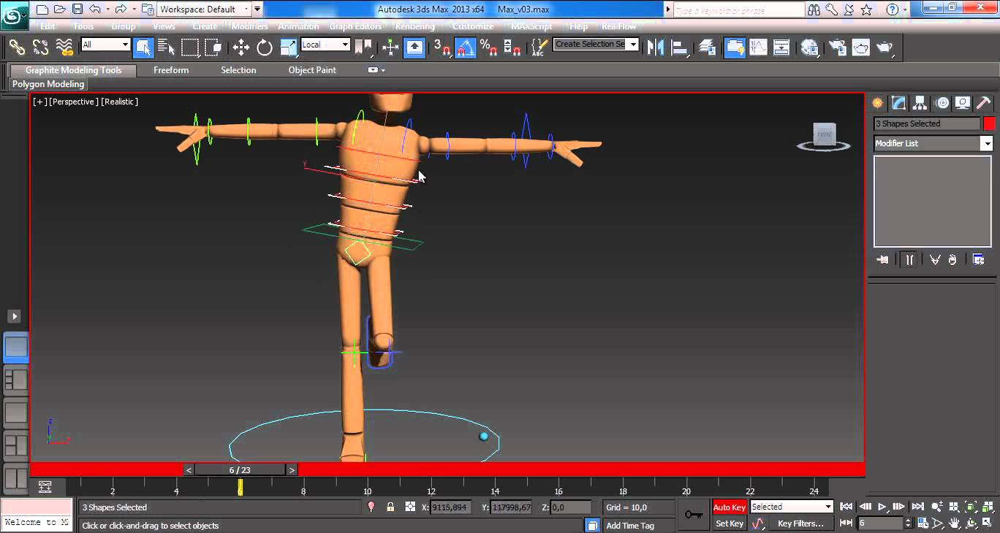 Workspace: Default
Autodesk 3ds Max 2013 x64 Max_v03.max
Type a keyword or phrase
Edit Tools Group Views Create Modifiers Animation Graph Editors Rendering Customize MAXScript Help RealFlow
All
Local
3
%
ABC
Create Selection Se
Graphite Modeling Tools Freeform Selection Object Paint
Polygon Modeling
[+] [Perspective] [Realistic]
FRONT
3 Shapes Selected
Modifier List
Y
z
x
< 6 / 23 >
2 6 8 10 12 14 16 18 20 22 24
3 Shapes Selected
X: 9115,894 Y: 117998,67 Z: 0,0
Grid = 10,0
Auto Key
Selected
Welcome to M
Click or click-and-drag to select objects
Add Time Tag
Set Key
Key Filters...
6